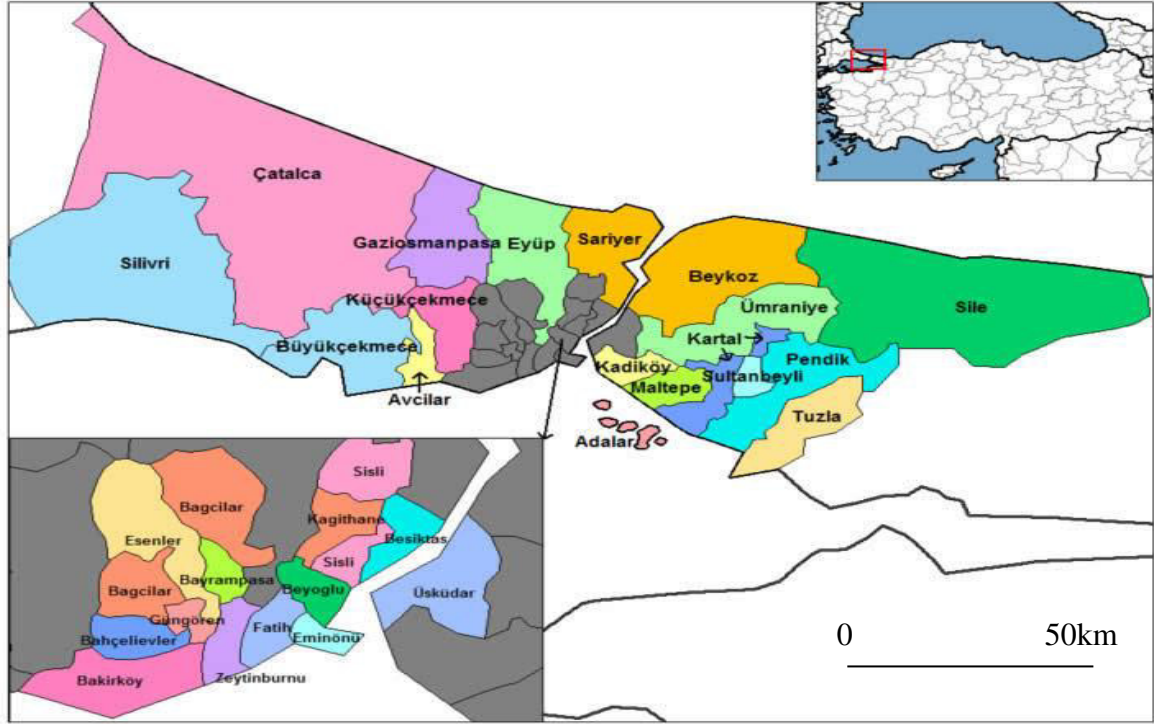 Çatalca
Gaziosmanpasa
Eyüp
Sariyer
Silivri
Beykoz
Küçükçekmece
Ümraniye
Sile
Büyükçekmece
Kartal
Pendik
Kadiköy
Sultanbeyli
Maltepe
Avcilar
Tuzla
Adalar
Sisli
Bagcilar
Kagithane
Esenler
Besiktas
Sisli
Bayrampasa
Bagcilar
Beyoglu
Üsküdar
Güngören
Fatih
Eminönü
Bahçelievler
Bakirköy
Zeytinburnu
0 50km